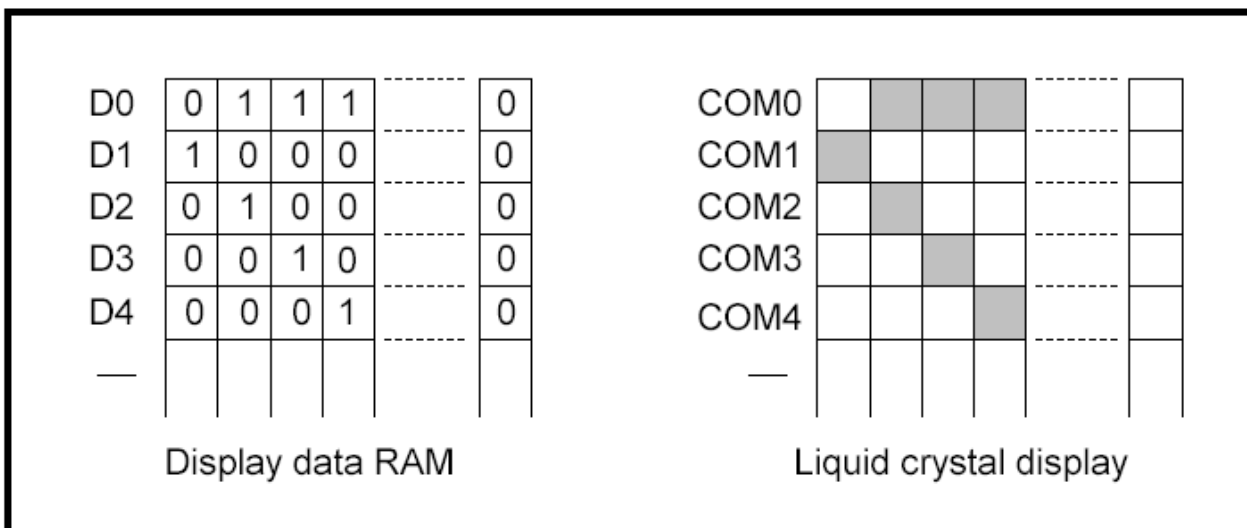 D0 0 1 1 1 0
D1 1 0 0 0 0
D2 0 1 0 0 0
D3 0 0 1 0 0
D4 0 0 0 1 0
—
Display data RAM
COM0
COM1
COM2
COM3
COM4
—
Liquid crystal display